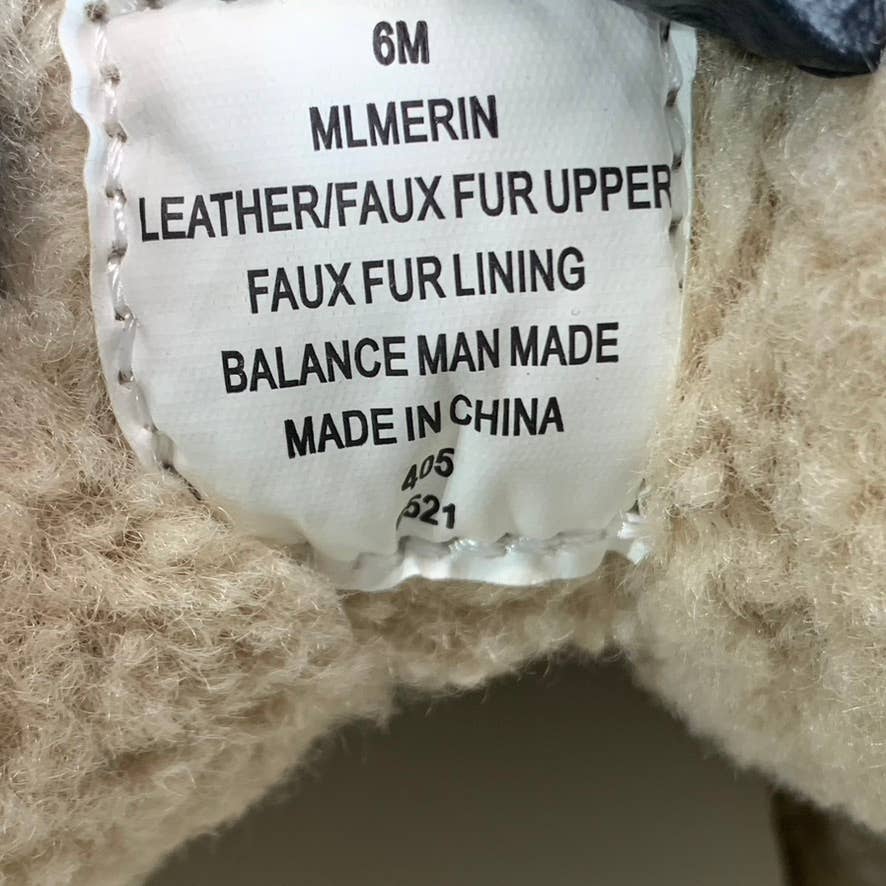 6M
MLMERIN
LEATHER/FAUX FUR UPPER
FAUX FUR LINING
BALANCE MAN MADE
MADE IN CHINA
405
521